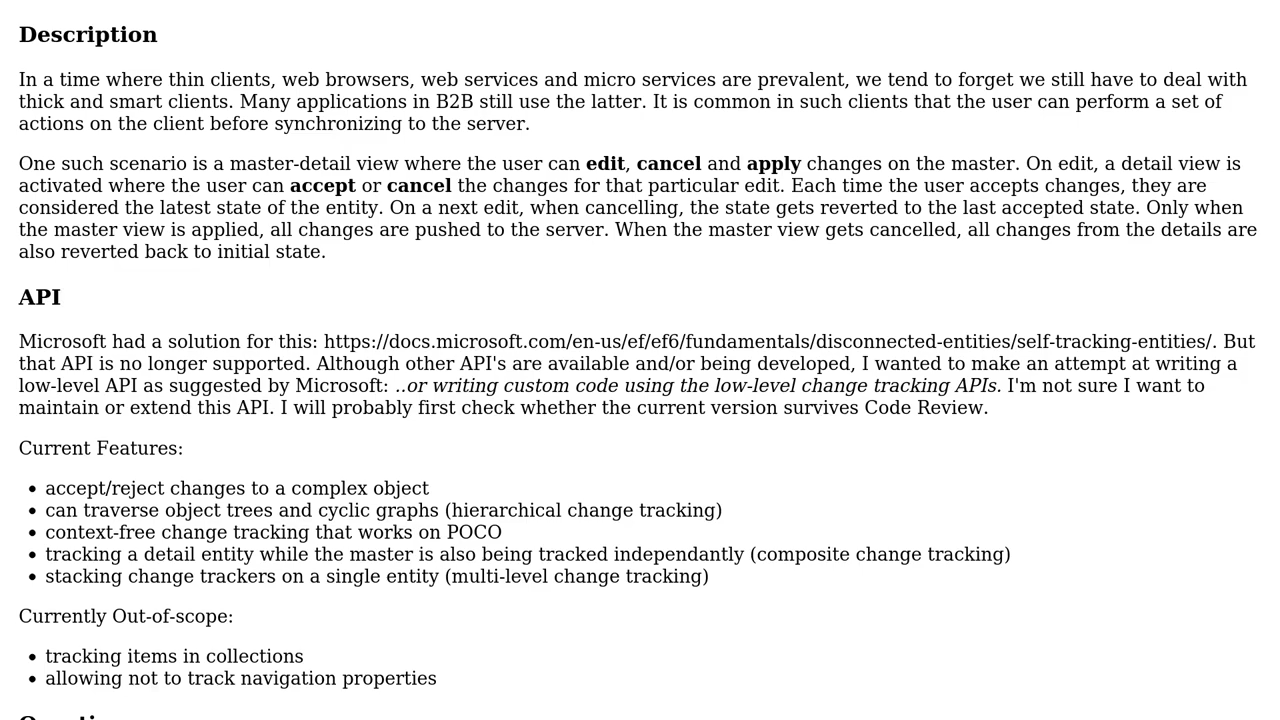 Description
In a time where thin clients, web browsers, web services and micro services are prevalent, we tend to forget we still have to deal with
thick and smart clients. Many applications in B2B still use the latter. It is common in such clients that the user can perform a set of
actions on the client before synchronizing to the server.
One such scenario is a master-detail view where the user can edit, cancel and apply changes on the master. On edit, a detail view is
activated where the user can accept or cancel the changes for that particular edit. Each time the user accepts changes, they are
considered the latest state of the entity. On a next edit, when cancelling, the state gets reverted to the last accepted state. Only when
the master view is applied, all changes are pushed to the server. When the master view gets cancelled, all changes from the details are
also reverted back to initial state.
API
Microsoft had a solution for this: https://docs.microsoft.com/en-us/ef/ef6/fundamentals/disconnected-entities/self-tracking-entities/. But
that API is no longer supported. Although other API's are available and/or being developed, I wanted to make an attempt at writing a
low-level API as suggested by Microsoft: ..or writing custom code using the low-level change tracking APIs. I'm not sure I want to
maintain or extend this API. I will probably first check whether the current version survives Code Review.
Current Features:
• accept/reject changes to a complex object
• can traverse object trees and cyclic graphs (hierarchical change tracking)
• context-free change tracking that works on POCO
• tracking a detail entity while the master is also being tracked independantly (composite change tracking)
• stacking change trackers on a single entity (multi-level change tracking)
Currently Out-of-scope:
• tracking items in collections
• allowing not to track navigation properties